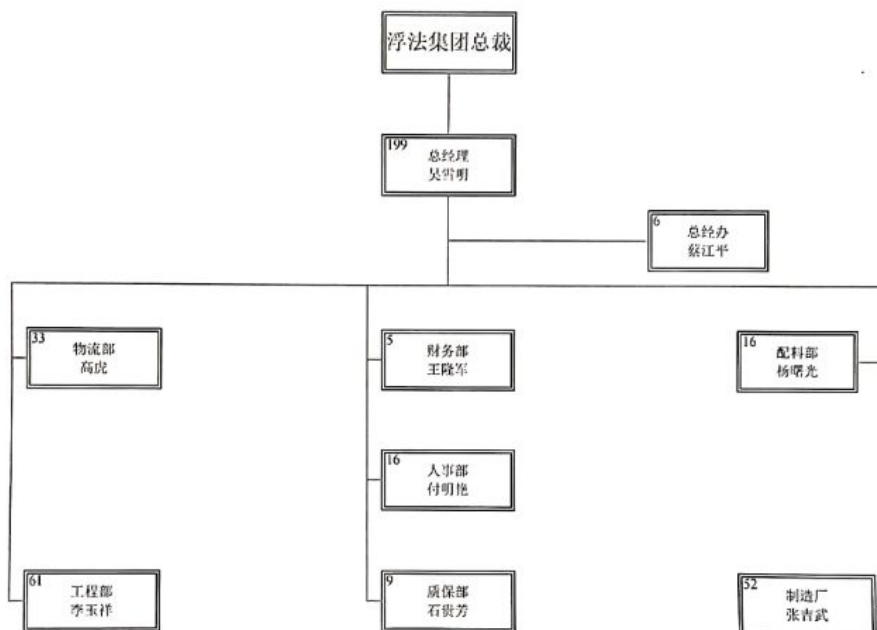 浮法集团总裁
199
总经理
吴雪明
6
总经办
蔡江平
33
物流部
高虎
5
财务部
王隆军
16
配料部
杨曙光
16
人事部
付明艳
61
工程部
李玉祥
9
质保部
石贵芳
52
制造厂
张吉武